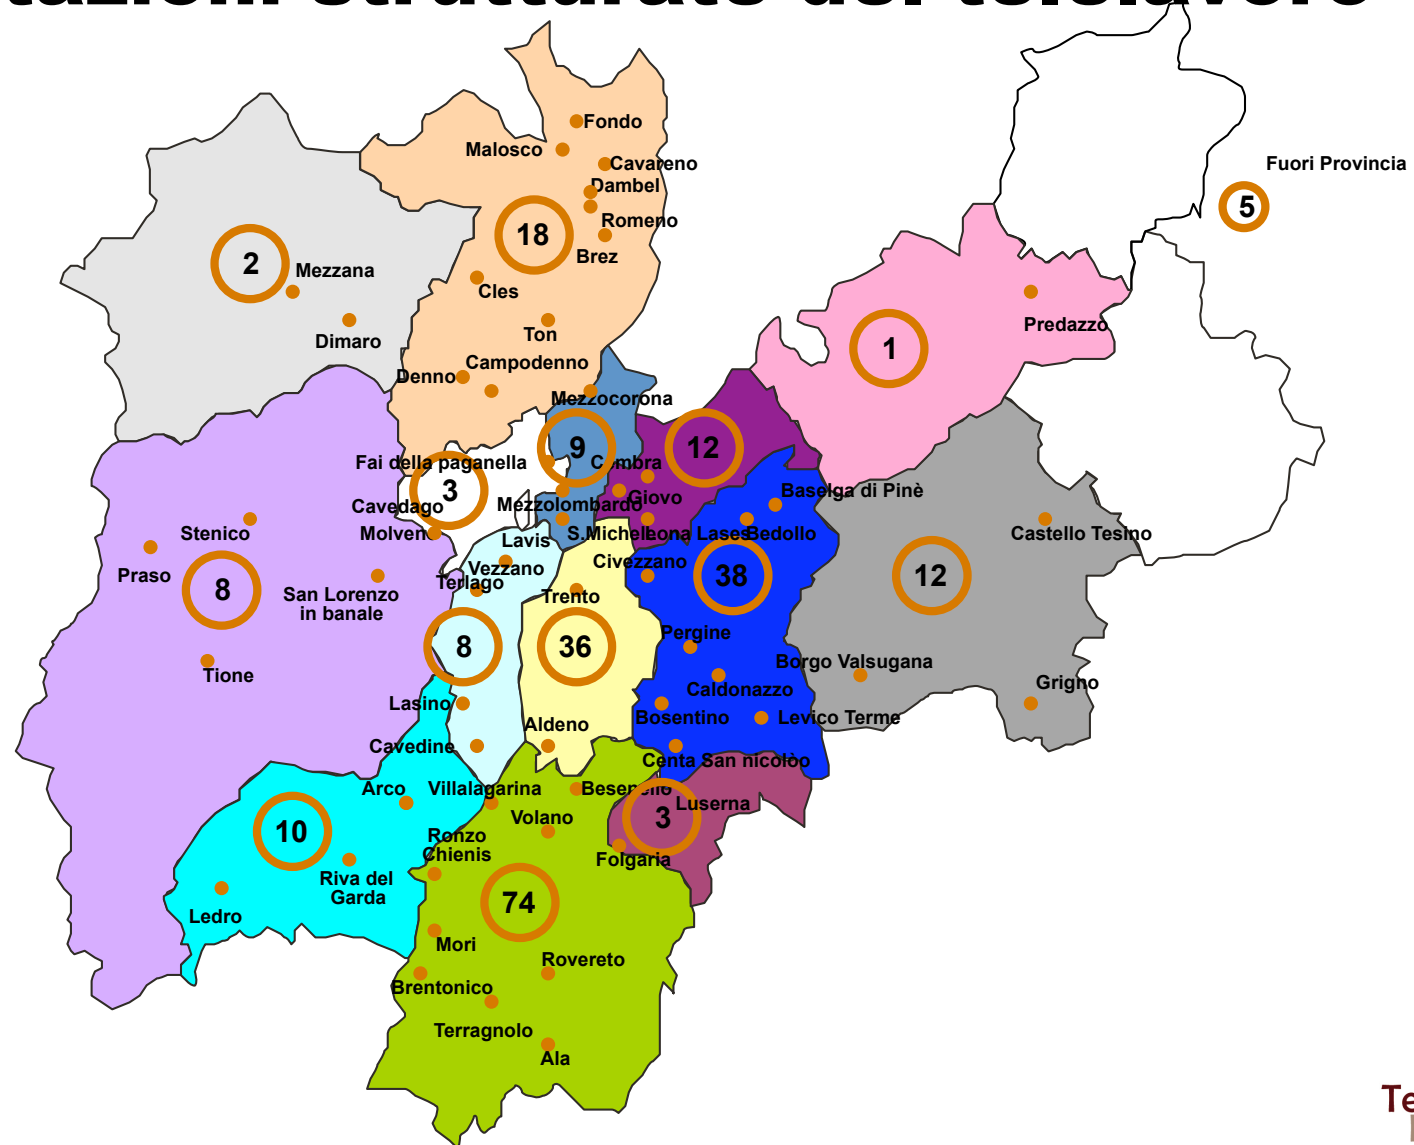 Fondo
Malosco
Cavareno
Fuori Provincia
Dambel
5
Romeno
18
Brez
2
Mezzana
Cles
Predazzo
Ton
Dimaro
1
Campodenno
Denno
Mezzocorona
9
12
Fai della paganella
Cembra
3
Baselga di Pinè
Giovo
Cavedago
Mezzolombardo
Stenico
Molveno
S.Michele
Lona Lases
Bedollo
Castello Tesino
Lavis
Civezzano
Vezzano
Praso
Terlago
38
12
8
San Lorenzo
in banale
Trento
Pergine
8
36
Borgo Valsugana
Tione
Grigno
Caldonazzo
Lasino
Bosentino
Levico Terme
Aldeno
Cavedine
Centa San nicolòo
Arco
Villalagarina
Besenello
Luserna
3
Volano
10
Ronzo
Chienis
Folgaria
Riva del
Garda
74
Ledro
Mori
Rovereto
Brentonico
Terragnolo
Ala
Te